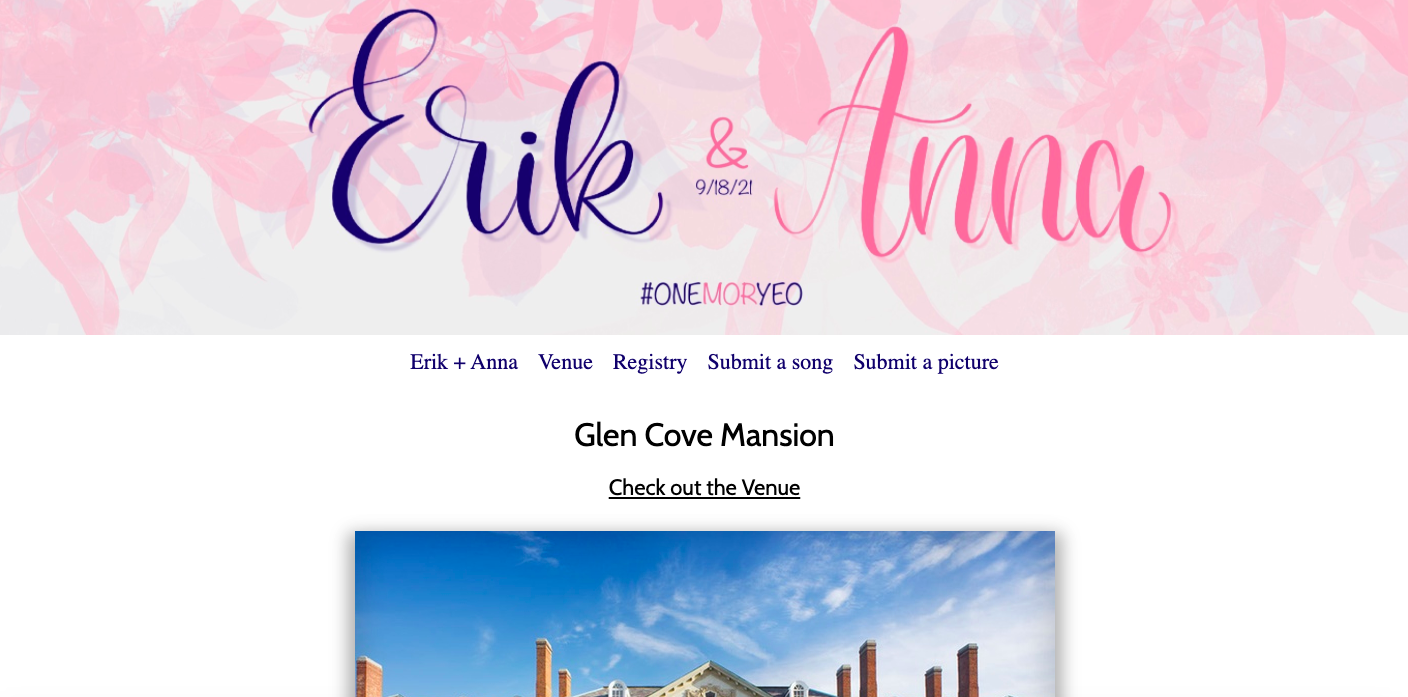 Erik & Anna
9/18/21
#ONEMORYEO
Erik + Anna Venue Registry Submit a song Submit a picture
Glen Cove Mansion
Check out the Venue